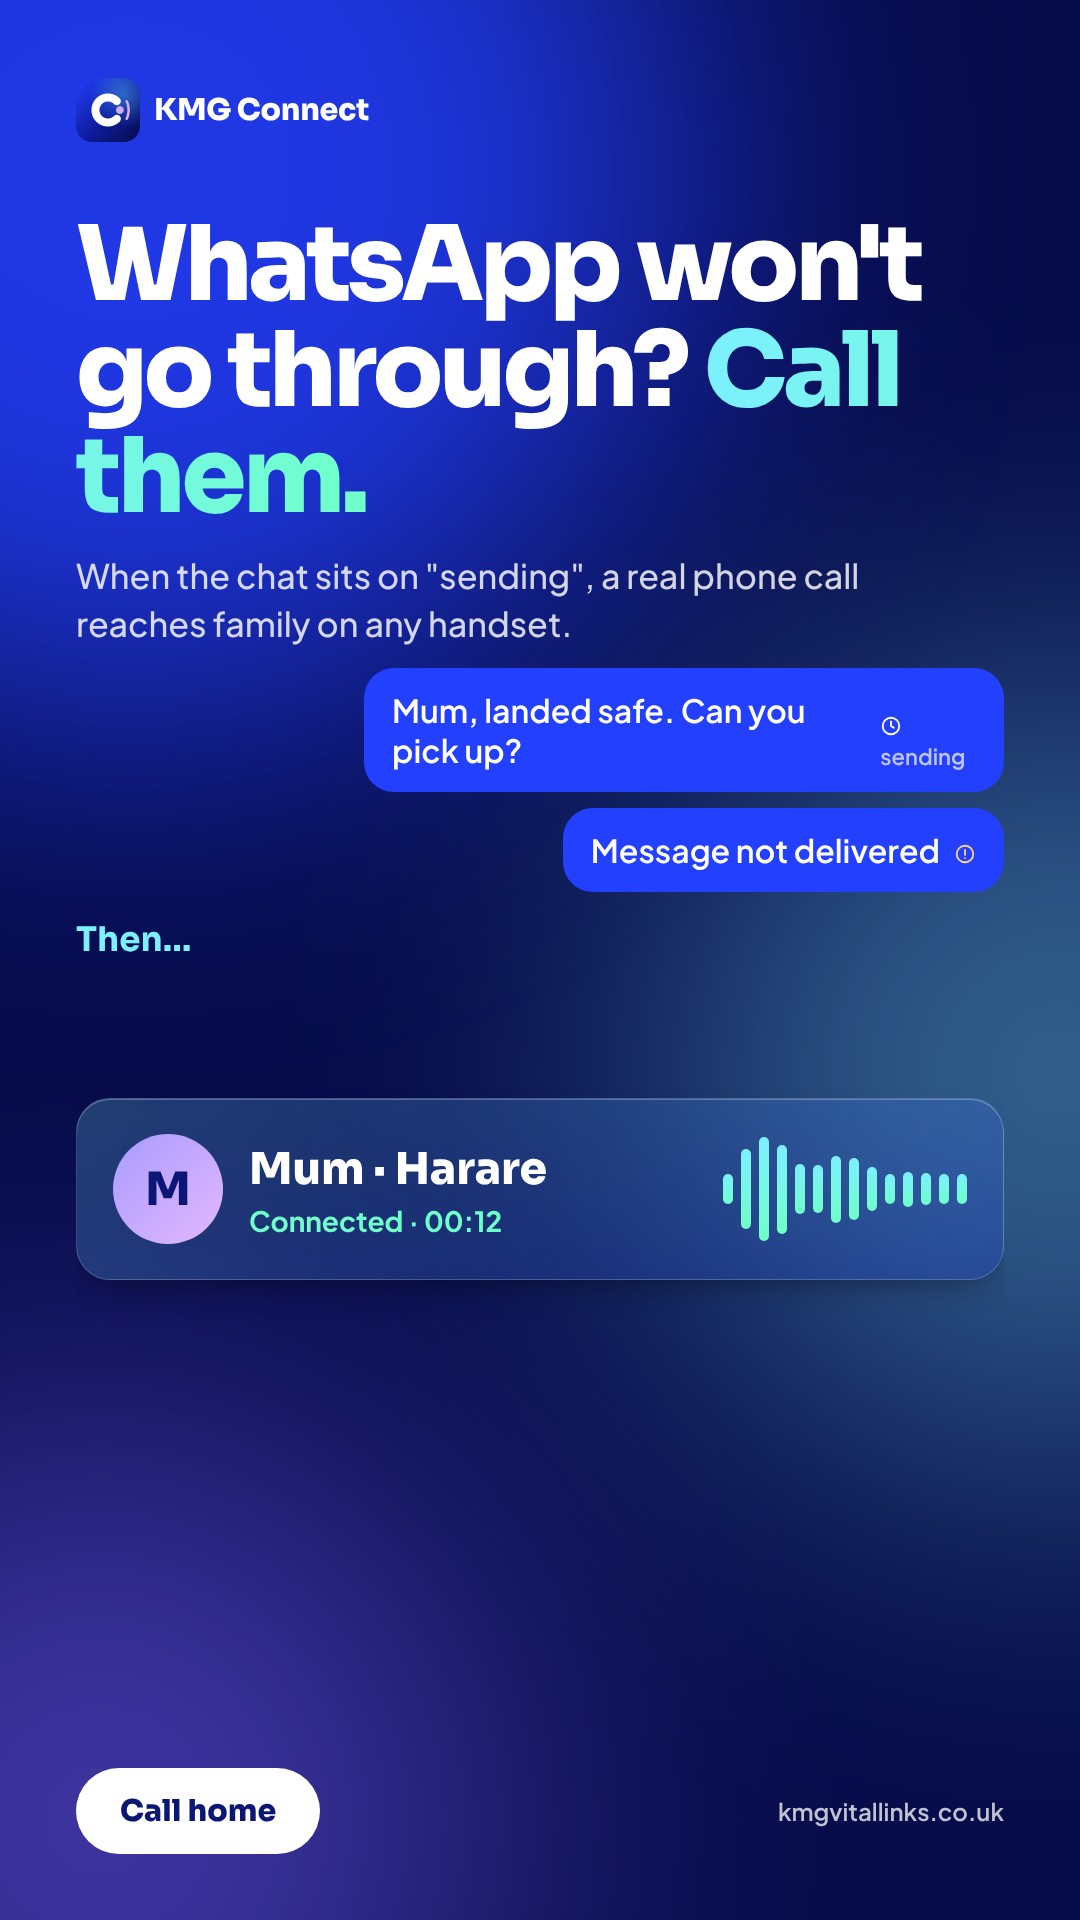 KMG Connect
WhatsApp won't
go through? Call
them.
When the chat sits on "sending", a real phone call
reaches family on any handset.
Mum, landed safe. Can you
pick up?
sending
Message not delivered
Then...
M
Mum · Harare
Connected · 00:12
Call home
kmgvitallinks.co.uk